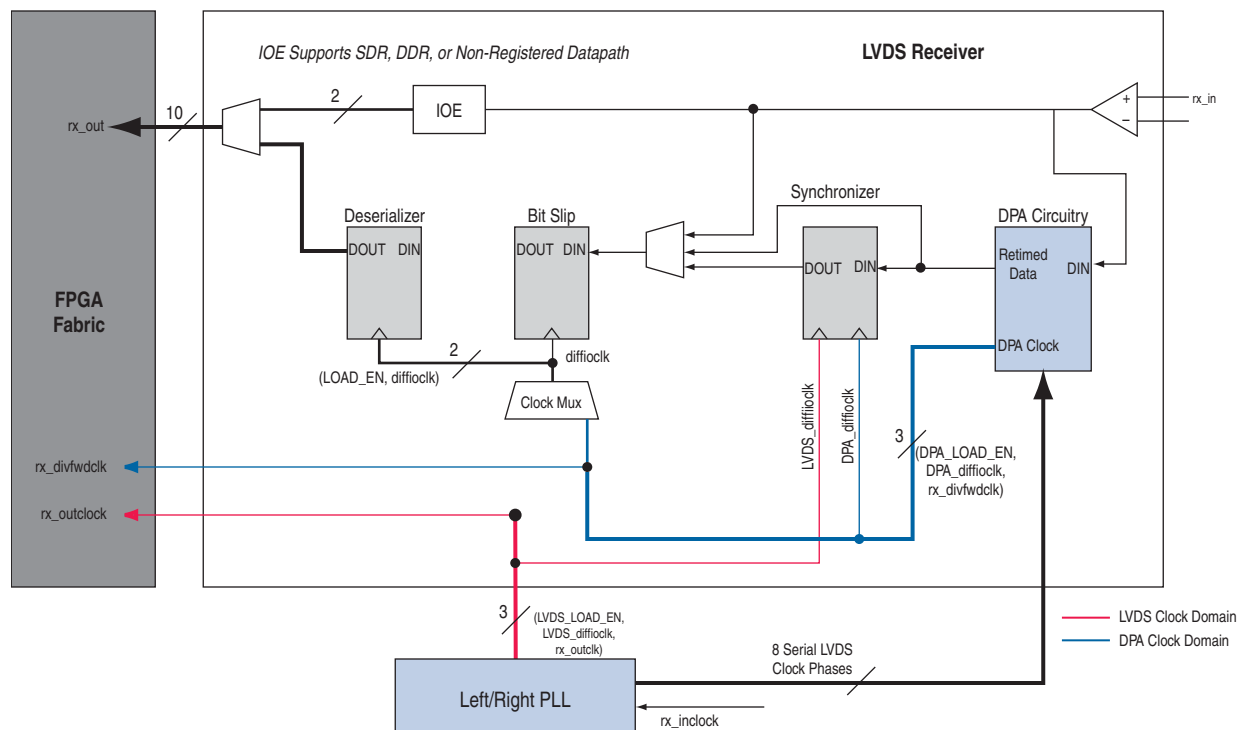 IOE Supports SDR, DDR, or Non-Registered Datapath
LVDS Receiver
2
IOE
+
–
rx_in
10
rx_out
Deserializer
DOUT DIN
Bit Slip
DOUT DIN
Synchronizer
DOUT DIN
DPA Circuitry
Retimed
Data
DIN
DPA Clock
FPGA
Fabric
2
(LOAD_EN, diffioclk)
diffioclk
Clock Mux
LVDS_diffiioclk
DPA_diffioclk
3
(DPA_LOAD_EN,
DPA_diffioclk,
rx_divfwdclk)
rx_divfwdclk
rx_outclock
3
(LVDS_LOAD_EN,
LVDS_diffioclk,
rx_outclk)
LVDS Clock Domain
DPA Clock Domain
8 Serial LVDS
Clock Phases
Left/Right PLL
rx_inclock